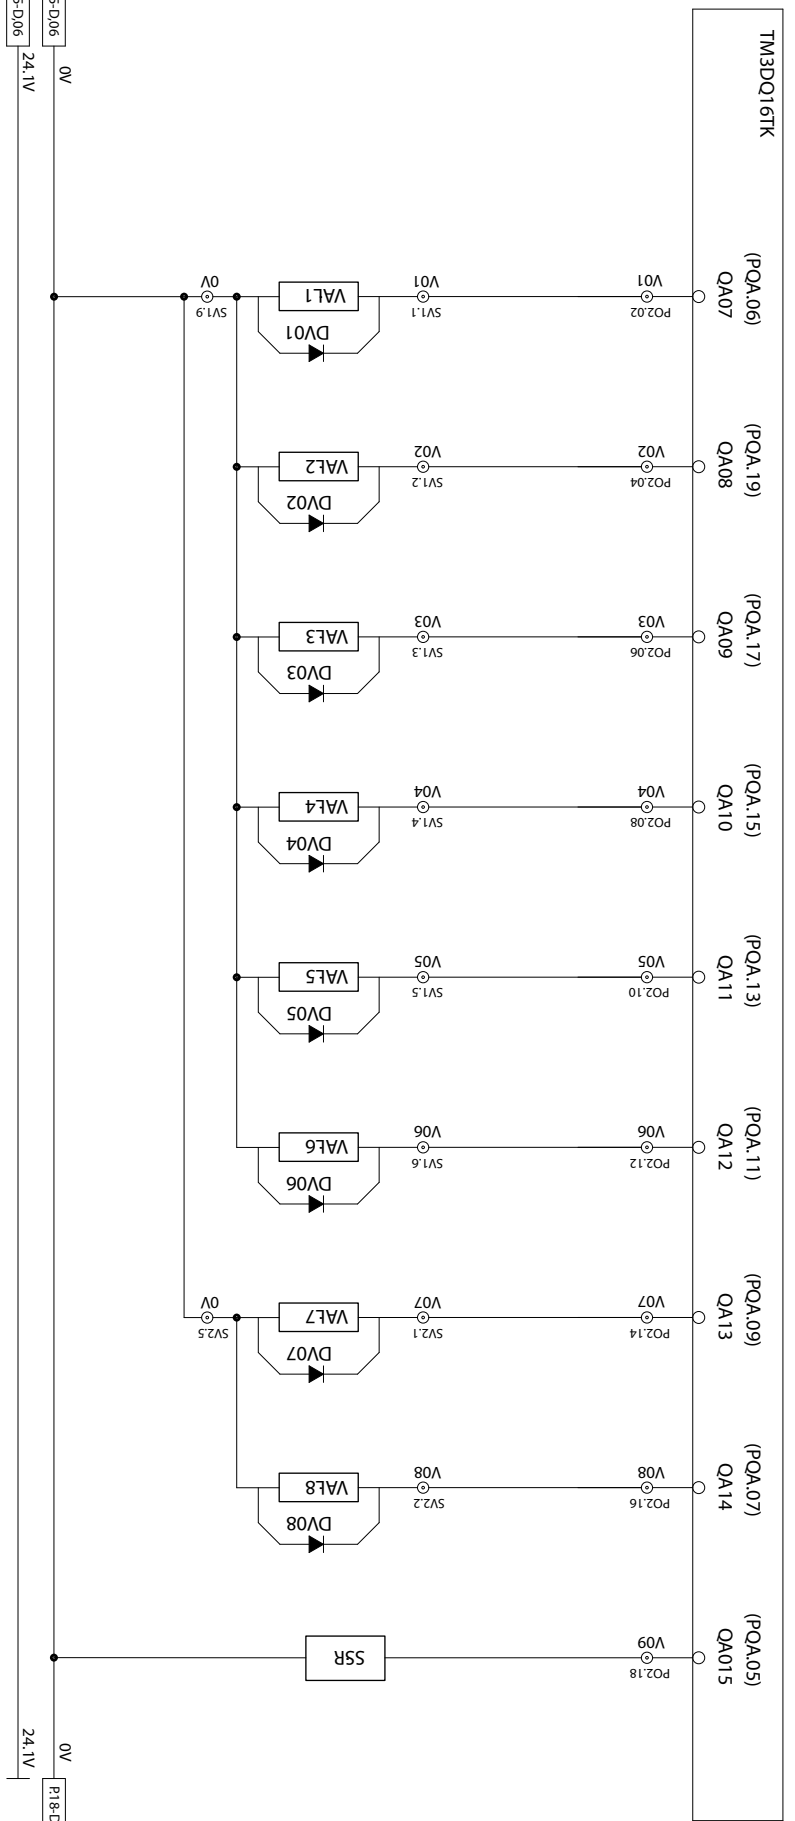 TM3DQ16TK
5-D,06
0V
5-D,06
24.1V
(PQA.06)
QA07
V01
PO2.02
V01
SV1.1
VAL1
DV01
0V
SV1.9
(PQA.19)
QA08
V02
PO2.04
V02
SV1.2
VAL2
DV02
(PQA.17)
QA09
V03
PO2.06
V03
SV1.3
VAL3
DV03
(PQA.15)
QA10
V04
PO2.08
V04
SV1.4
VAL4
DV04
(PQA.13)
QA11
V05
PO2.10
V05
SV1.5
VAL5
DV05
(PQA.11)
QA12
V06
PO2.12
V06
SV1.6
VAL6
DV06
(PQA.09)
QA13
V07
PO2.14
V07
SV2.1
VAL7
DV07
0V
SV2.5
(PQA.07)
QA14
V08
PO2.16
V08
SV2.2
VAL8
DV08
(PQA.05)
QA015
V09
PO2.18
SSR
0V
P.18-D
24.1V